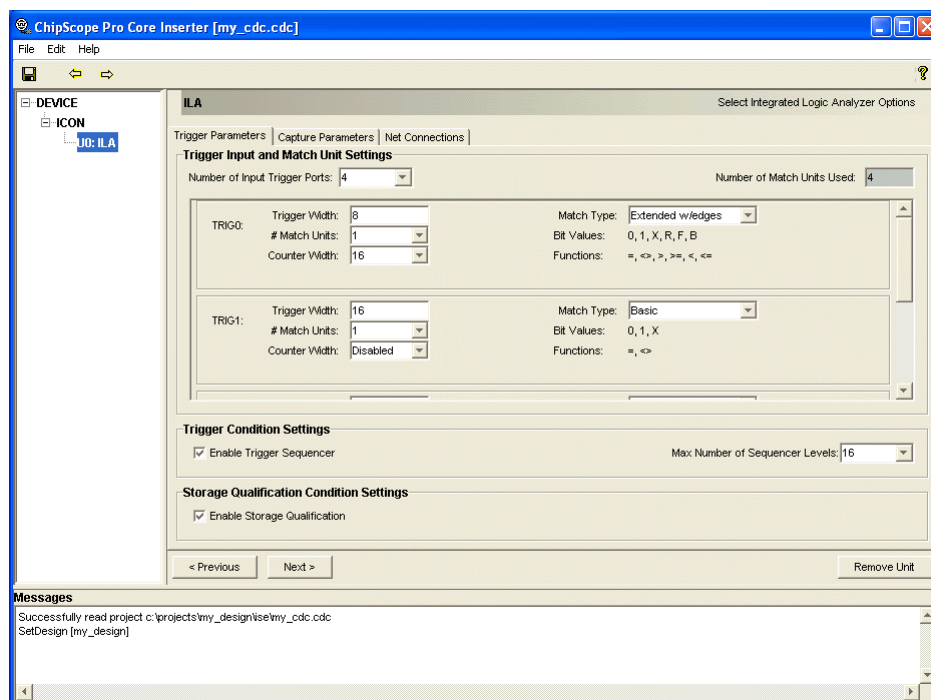 ChipScope Pro Core Inserter [my_cdc.cdc]
File Edit Help
DEVICE
ICON
U0: ILA
ILA
Select Integrated Logic Analyzer Options
Trigger Parameters Capture Parameters Net Connections
Trigger Input and Match Unit Settings
Number of Input Trigger Ports: 4 Number of Match Units Used: 4
TRIG0:
Trigger Width: 8 Match Type: Extended w/edges
# Match Units: 1 Bit Values: 0, 1, X, R, F, B
Counter Width: 16 Functions: =, <>, >, >=, <, <=
TRIG1:
Trigger Width: 16 Match Type: Basic
# Match Units: 1 Bit Values: 0, 1, X
Counter Width: Disabled Functions: =, <>
Trigger Condition Settings
Enable Trigger Sequencer Max Number of Sequencer Levels: 16
Storage Qualification Condition Settings
Enable Storage Qualification
< Previous Next > Remove Unit
Messages
Successfully read project c:\projects\my_design\ise\my_cdc.cdc
SetDesign [my_design]